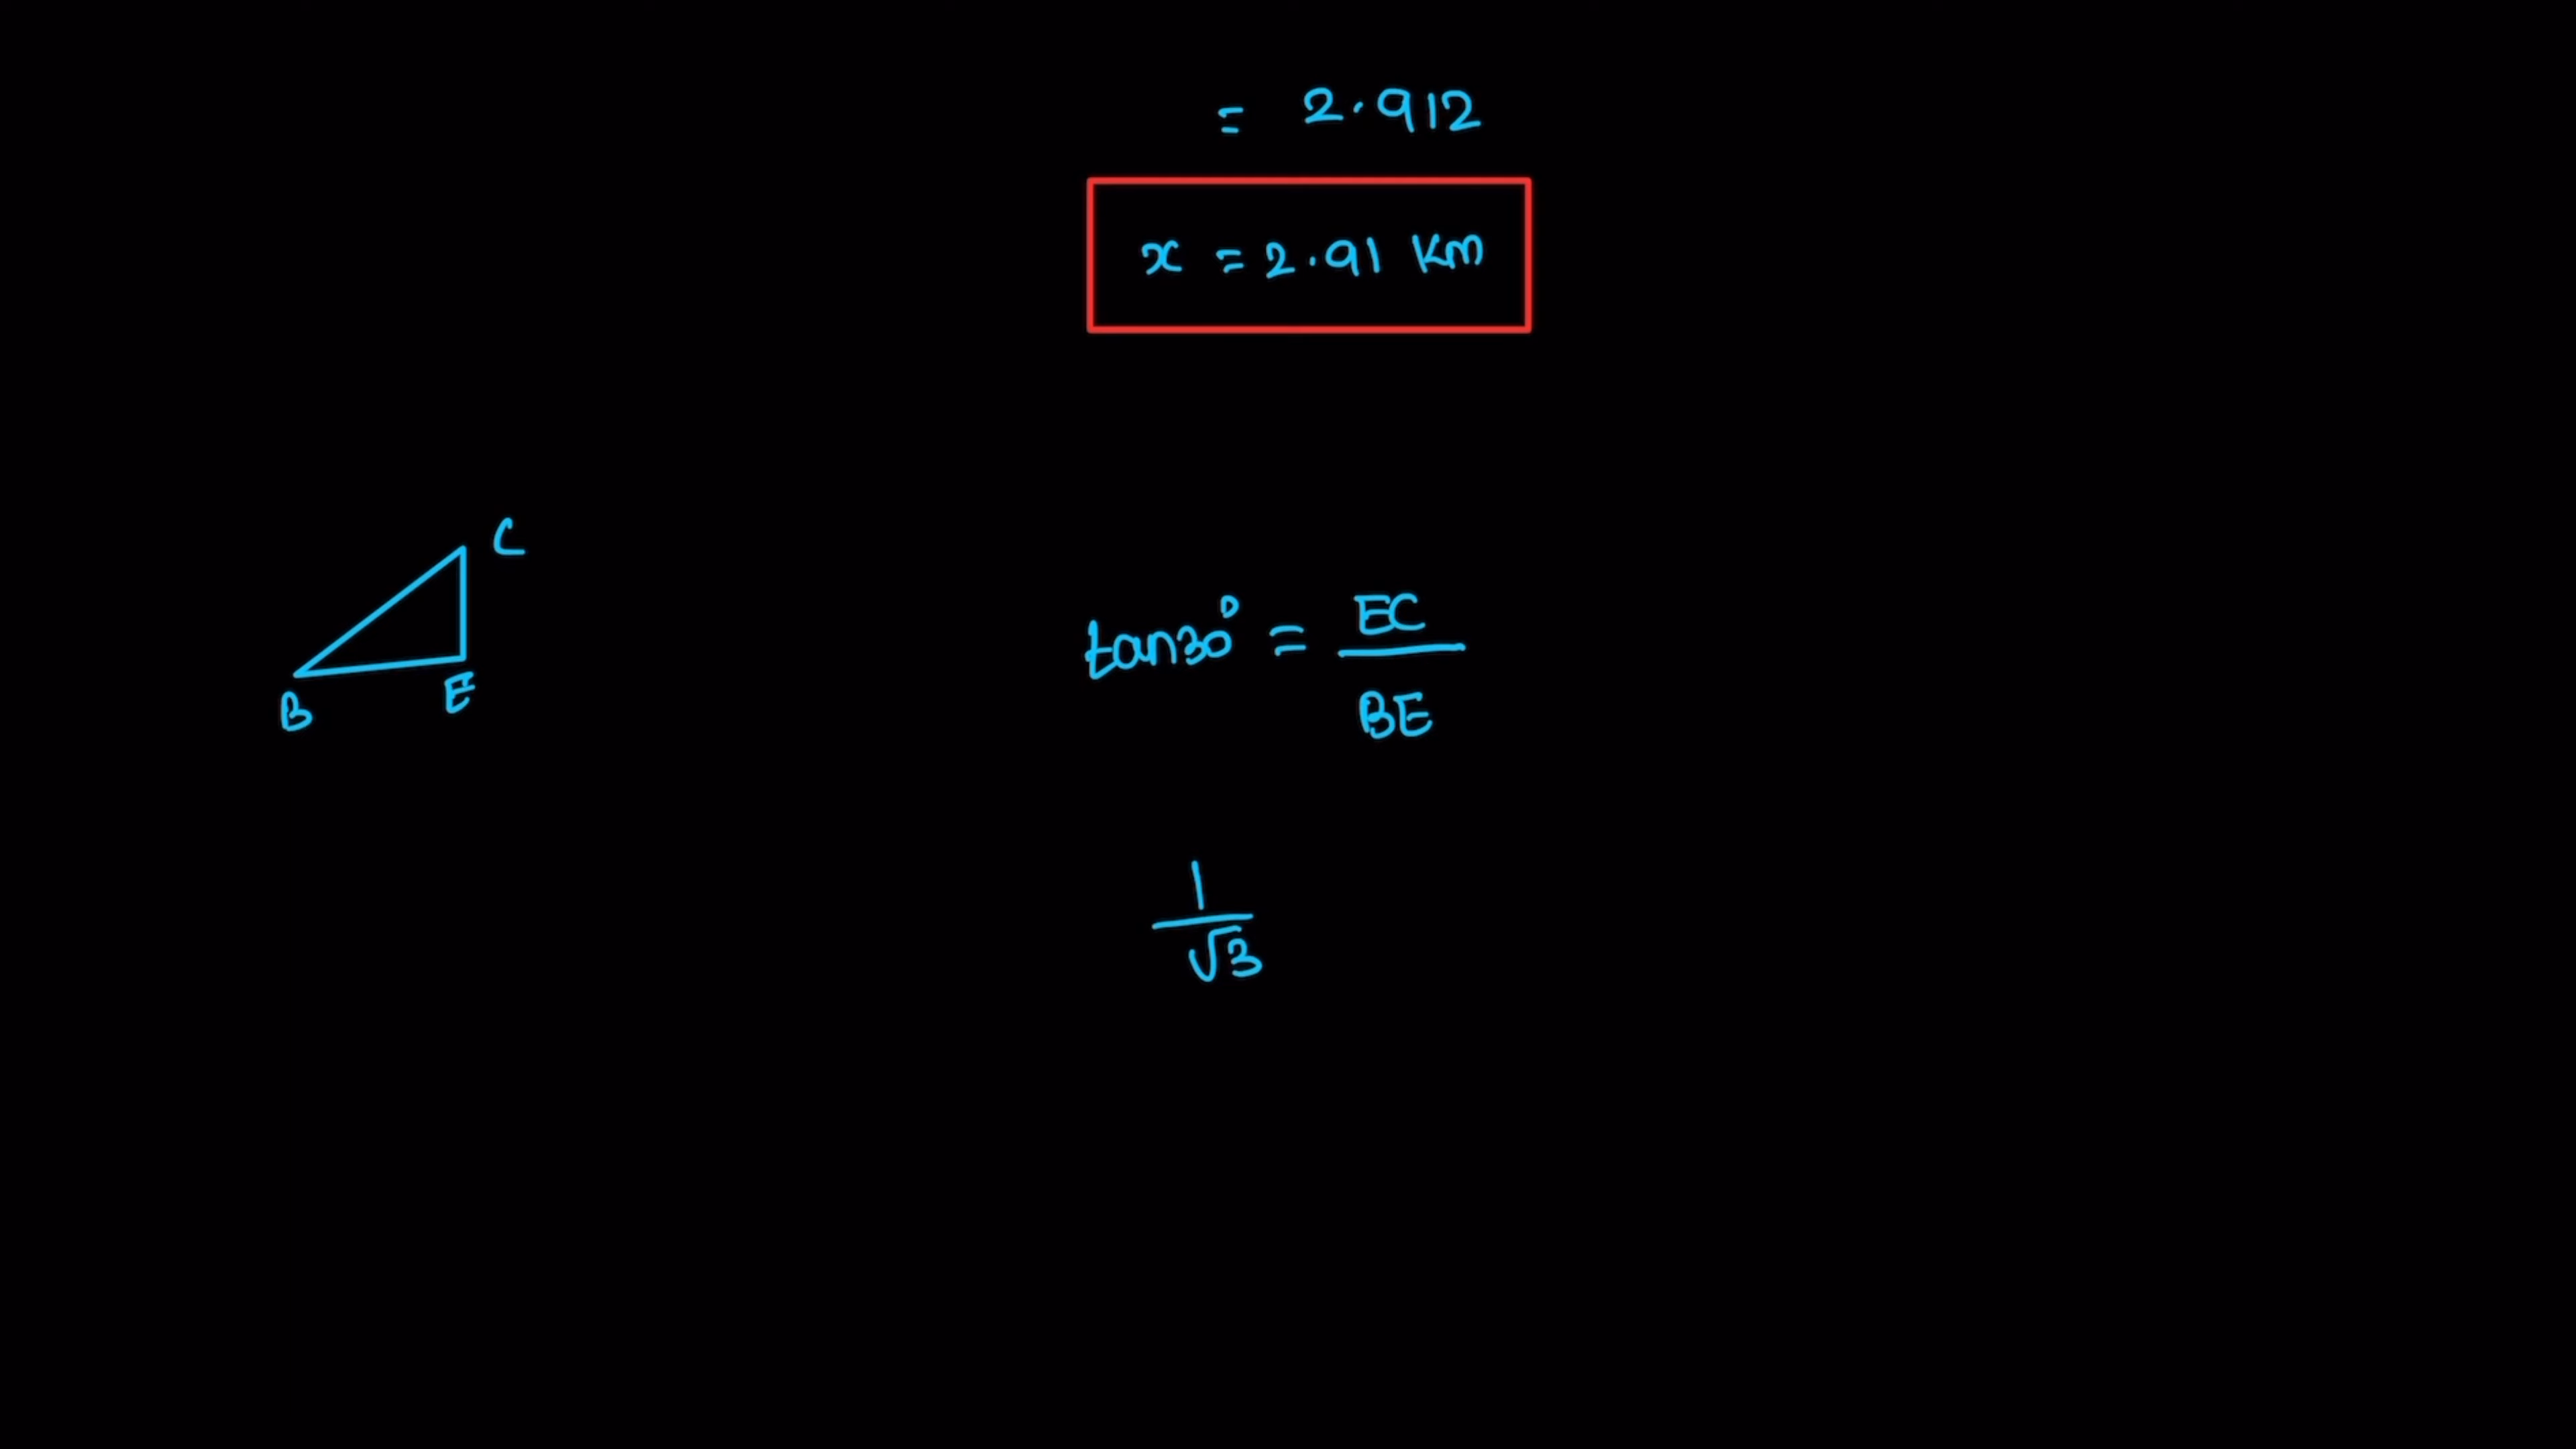 = 2.912
x = 2.91 Km
C
B
E
tan30° = EC
BE
1
√3